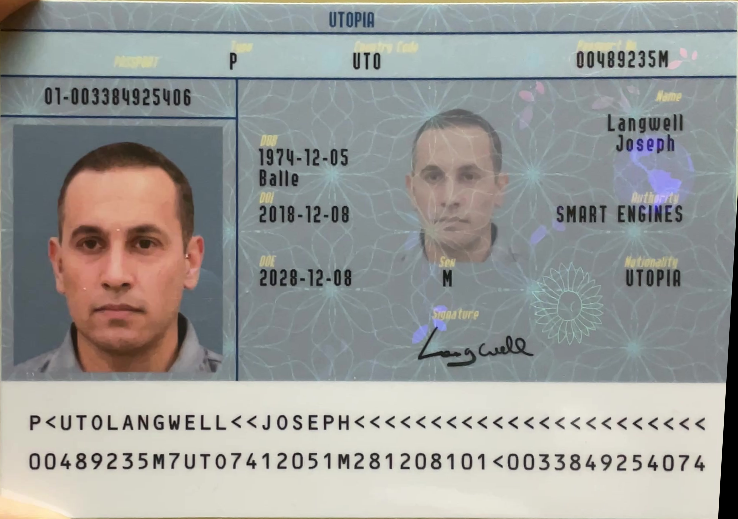 UTOPIA
PASSPORT
Type
P
Country Code
UTO
Passport No
00489235M
01-003384925406
Name
Langwell
Joseph
DOB
1974-12-05
Balle
DOI
2018-12-08
Authority
SMART ENGINES
DOE
2028-12-08
Sex
M
Nationality
UTOPIA
Signature
Langwell
P<UTOLANGWELL<<JOSEPH<<<<<<<<<<<<<<<<<<<<<<<
00489235M7UTO7412051M281208101<0033849254074